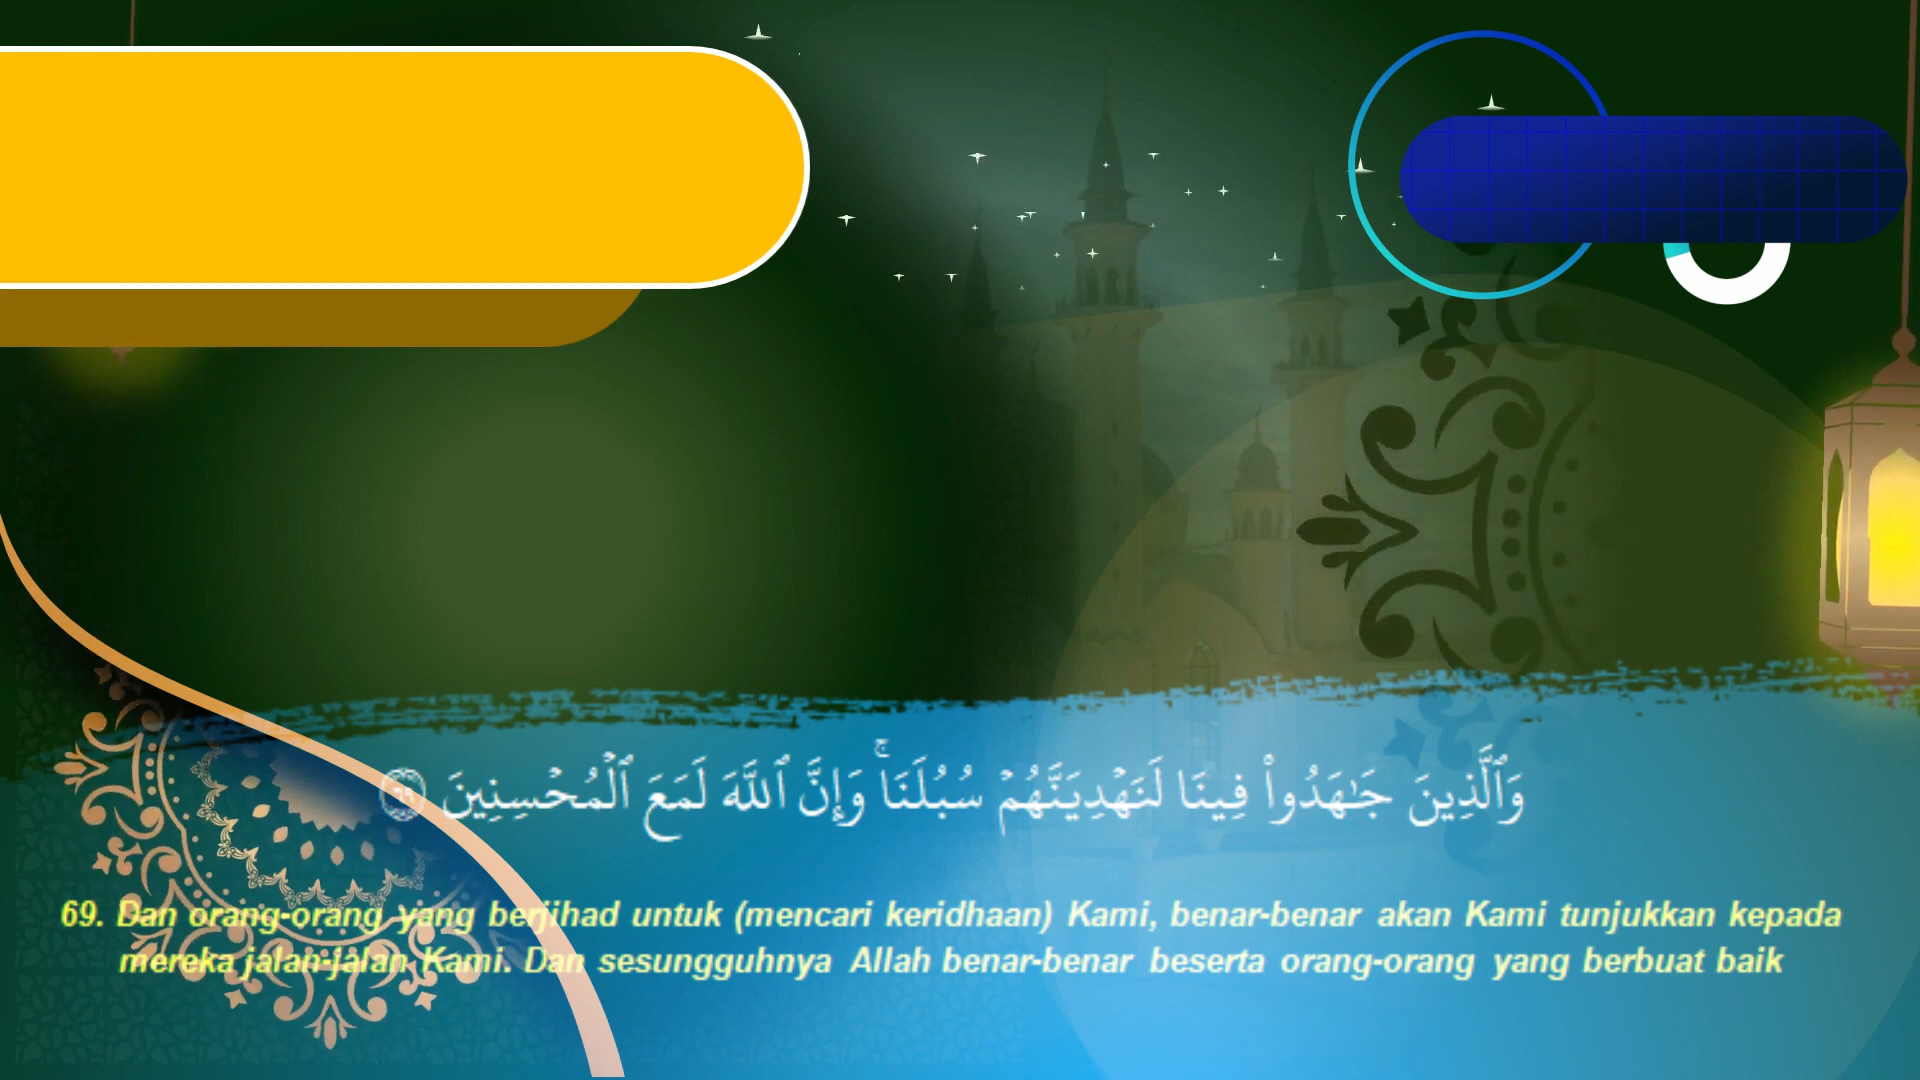 وَٱلَّذِينَ جَـٰهَدُوا۟ فِينَا لَنَهْدِيَنَّهُمْ سُبُلَنَا ۚ وَإِنَّ ٱللَّهَ لَمَعَ ٱلْمُحْسِنِينَ ٦٩
69. Dan orang-orang yang berjihad untuk (mencari keridhaan) Kami, benar-benar akan Kami tunjukkan kepada
mereka jalan-jalan Kami. Dan sesungguhnya Allah benar-benar beserta orang-orang yang berbuat baik